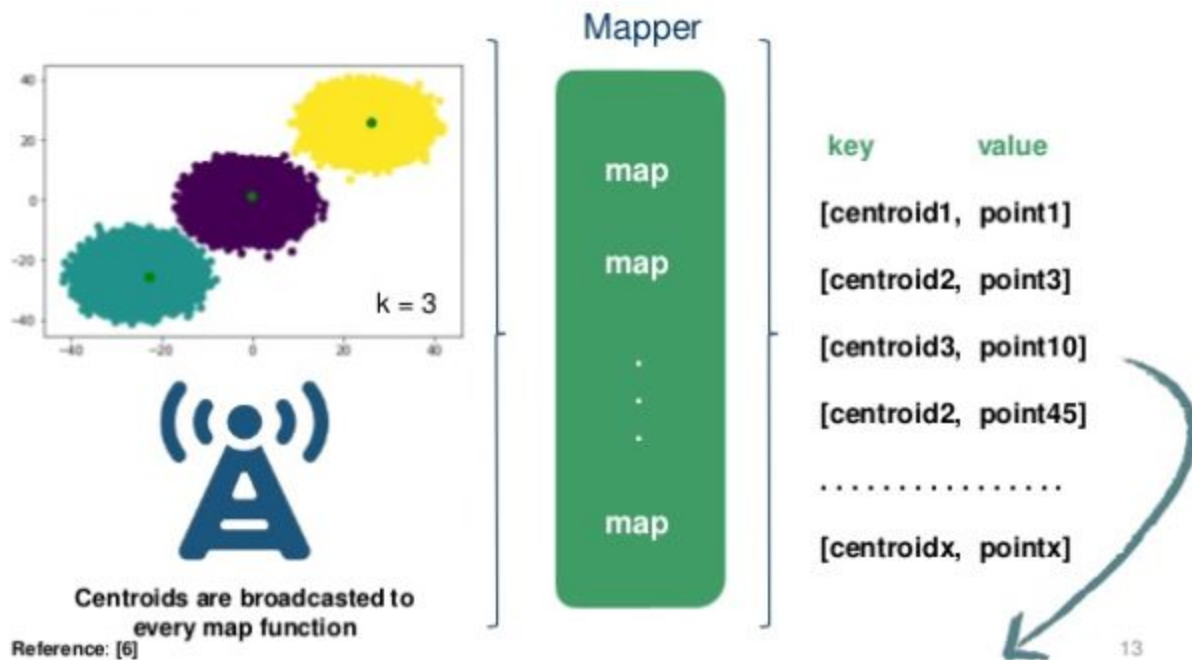 Mapper
40
20
0
−20
−40
−40
−20
0
20
40
k = 3
map
map
.
.
.
map
key value
[centroid1, point1]
[centroid2, point3]
[centroid3, point10]
[centroid2, point45]
. . . . . . . . . . . . . . . . .
[centroidx, pointx]
Centroids are broadcasted to
every map function
Reference: [6]
13